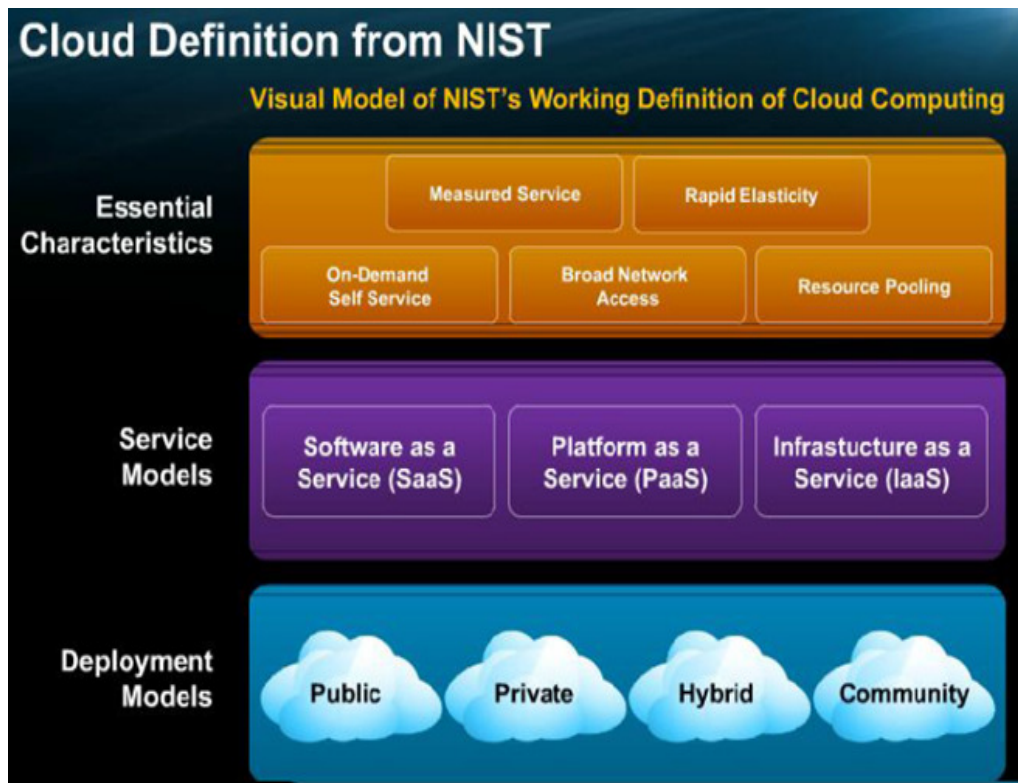 Cloud Definition from NIST
Visual Model of NIST's Working Definition of Cloud Computing
Essential
Characteristics
Measured Service
Rapid Elasticity
On-Demand
Self Service
Broad Network
Access
Resource Pooling
Service
Models
Software as a
Service (SaaS)
Platform as a
Service (PaaS)
Infrastucture as a
Service (IaaS)
Deployment
Models
Public
Private
Hybrid
Community